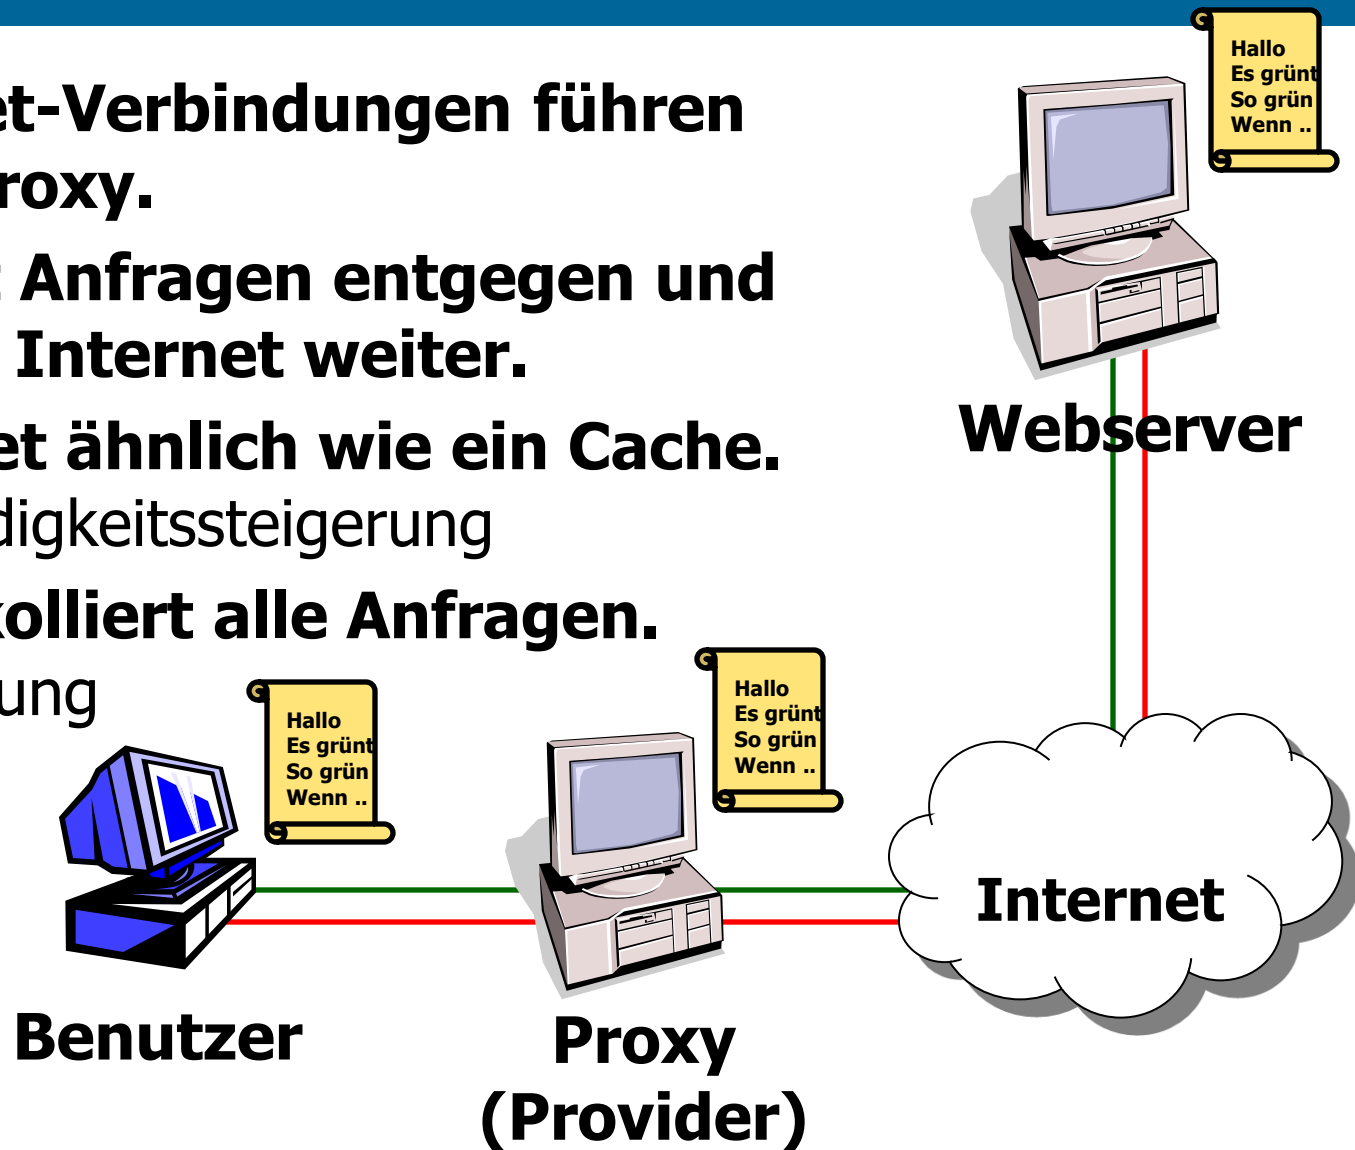 et-Verbindungen führen
roxy.
t Anfragen entgegen und
Internet weiter.
et ähnlich wie ein Cache.
digkeitssteigerung
kolliert alle Anfragen.
ung
Hallo
Es grünt
So grün
Wenn ..
Webserver
Hallo
Es grünt
So grün
Wenn ..
Hallo
Es grünt
So grün
Wenn ..
Internet
Benutzer
Proxy
(Provider)